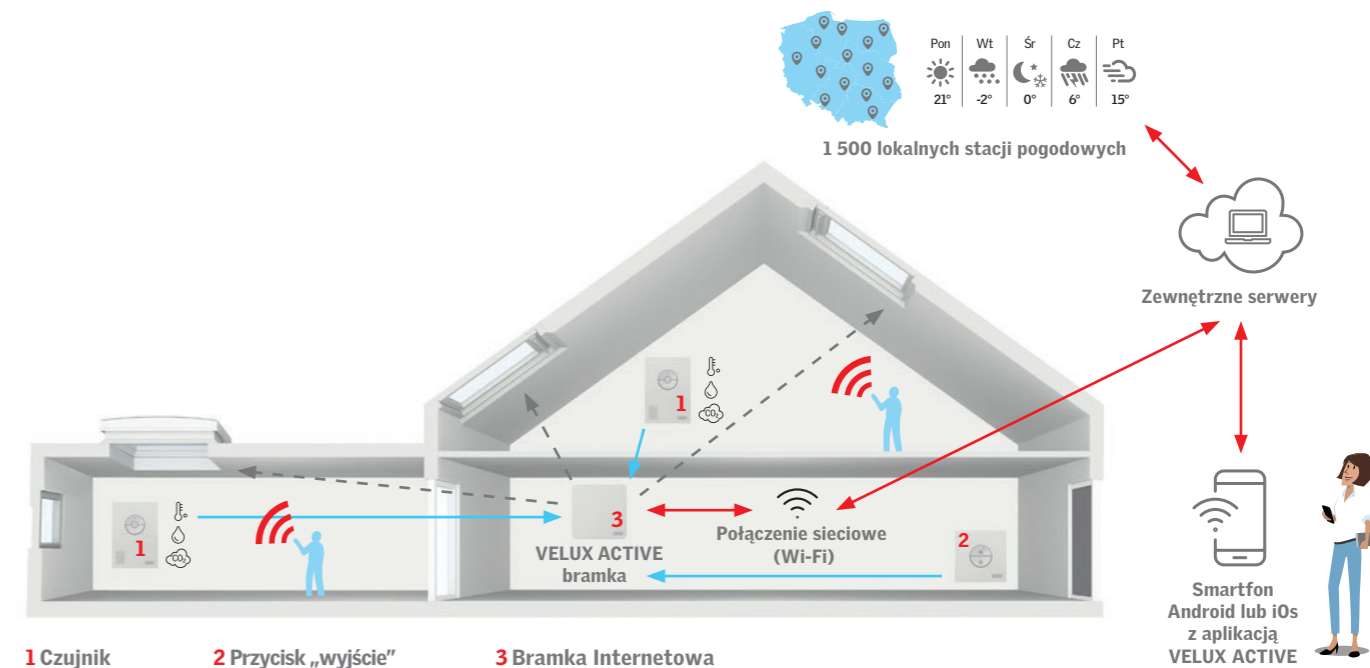 Pon Wt Śr Cz Pt
21° -2° 0° 6° 15°
1 500 lokalnych stacji pogodowych
Zewnętrzne serwery
1
CO₂
1
CO₂
3
VELUX ACTIVE
bramka
Połączenie sieciowe
(Wi-Fi)
2
Smartfon
Android lub iOs
z aplikacją
VELUX ACTIVE
1 Czujnik
2 Przycisk „wyjście”
3 Bramka Internetowa